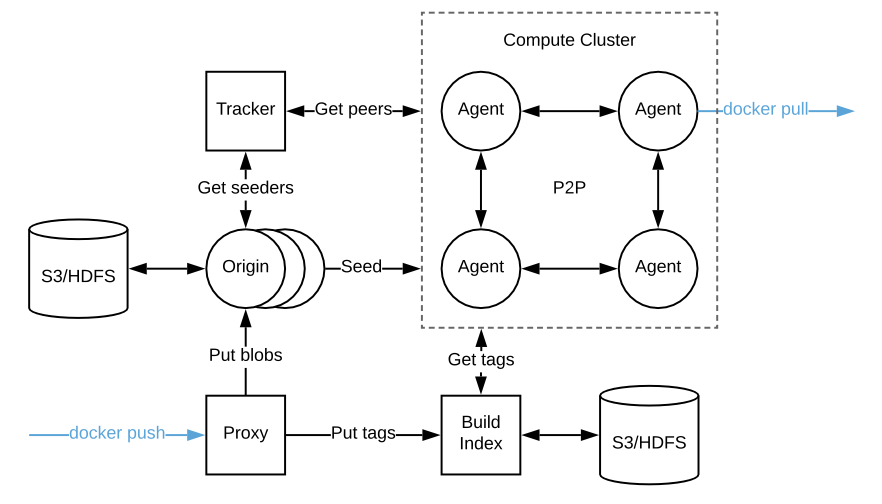 Compute Cluster
Tracker
Get peers
Agent
Agent
docker pull
Get seeders
P2P
S3/HDFS
Origin
Seed
Agent
Agent
Put blobs
Get tags
docker push
Proxy
Put tags
Build
Index
S3/HDFS